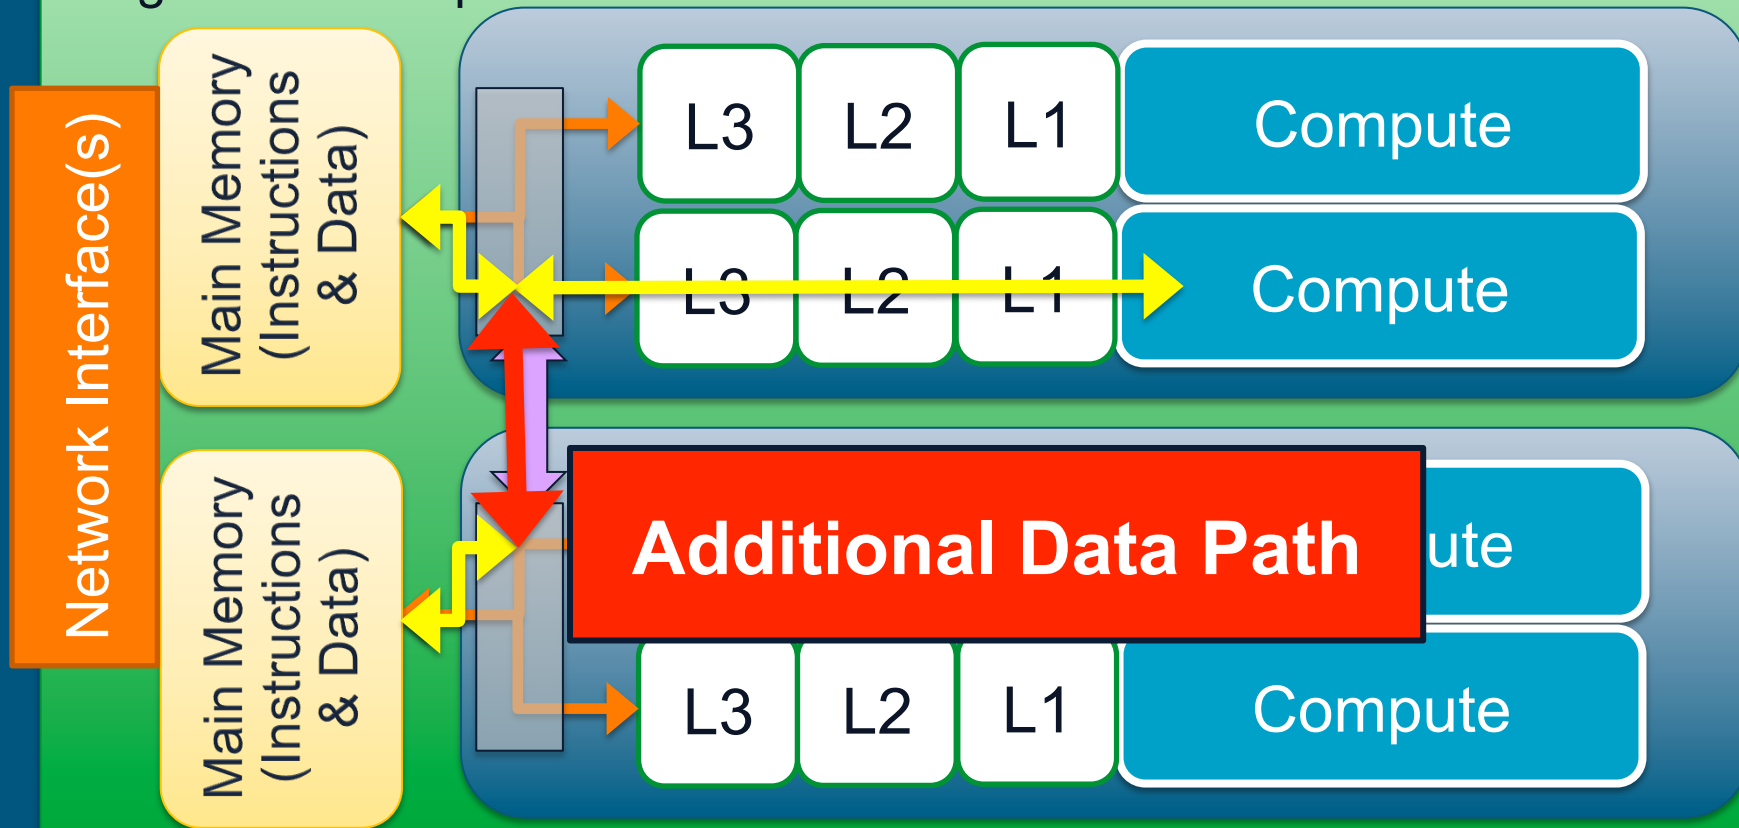 Network Interface(s)
Main Memory
(Instructions
& Data)
L3 L2 L1 Compute
L3 L2 L1 Compute
Main Memory
(Instructions
& Data)
Additional Data Path ute
L3 L2 L1 Compute